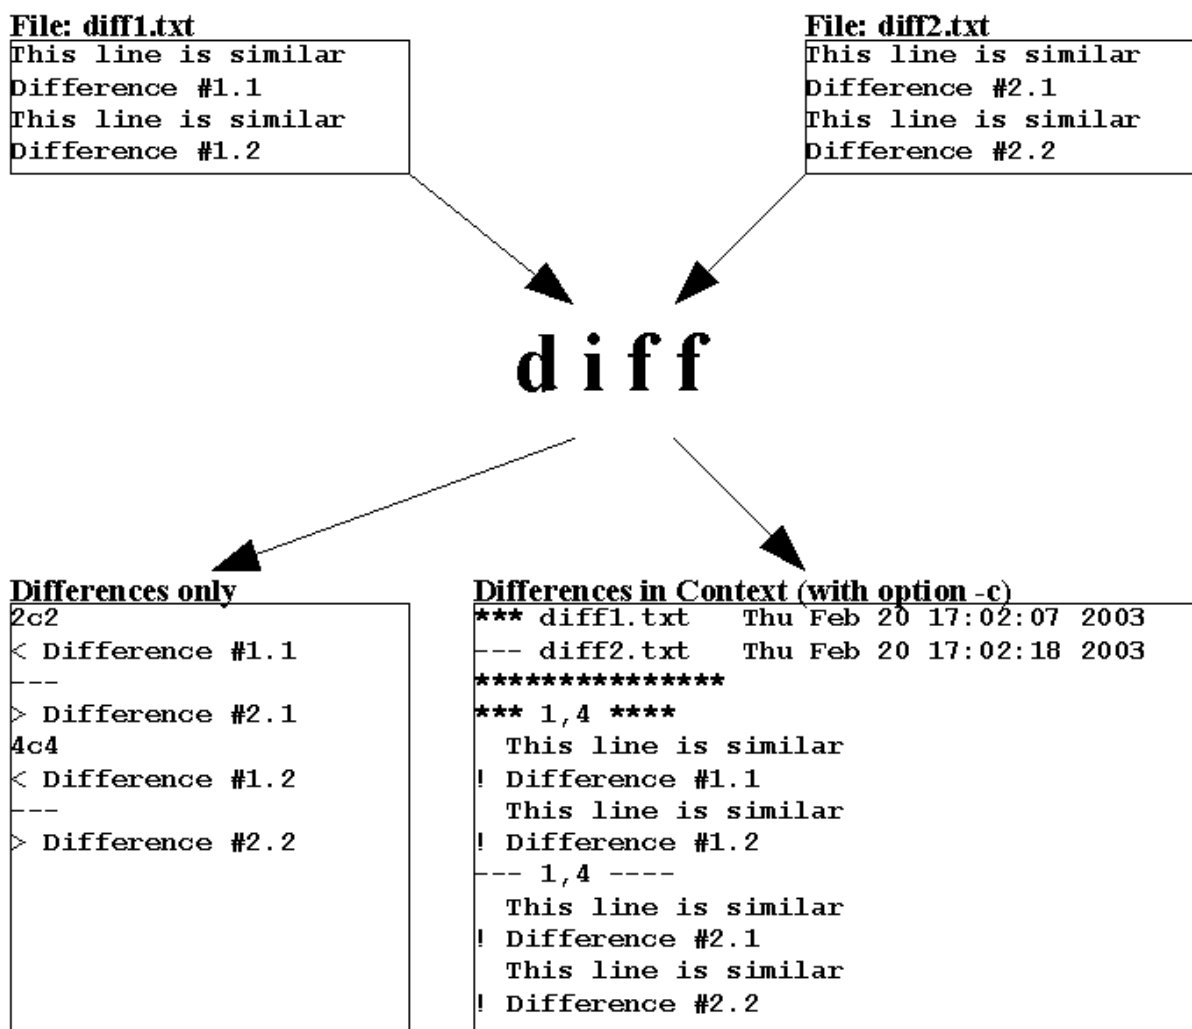 File: diff1.txt
This line is similar
Difference #1.1
This line is similar
Difference #1.2
File: diff2.txt
This line is similar
Difference #2.1
This line is similar
Difference #2.2
d i f f
Differences only
2c2
< Difference #1.1
---
> Difference #2.1
4c4
< Difference #1.2
---
> Difference #2.2
Differences in Context (with option -c)
*** diff1.txt   Thu Feb 20 17:02:07 2003
--- diff2.txt   Thu Feb 20 17:02:18 2003
***************
*** 1,4 ****
  This line is similar
! Difference #1.1
  This line is similar
! Difference #1.2
--- 1,4 ----
  This line is similar
! Difference #2.1
  This line is similar
! Difference #2.2